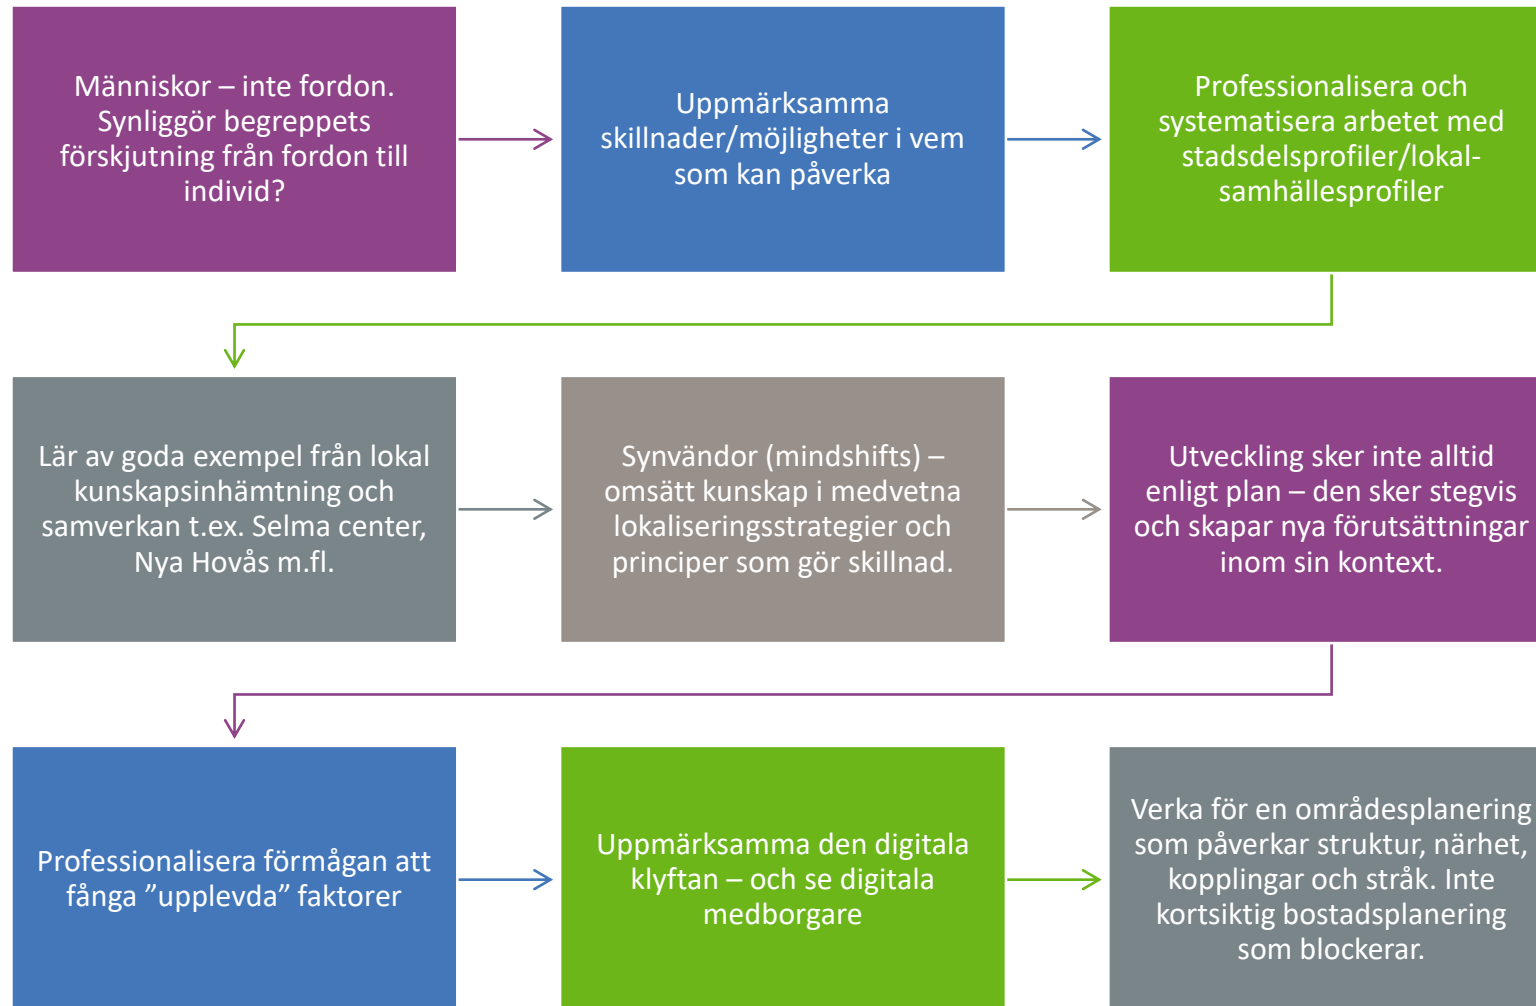 Människor – inte fordon.
Synliggör begreppets
förskjutning från fordon till
individ?
Uppmärksamma
skillnader/möjligheter i vem
som kan påverka
Professionalisera och
systematisera arbetet med
stadsdelsprofiler/lokal-
samhällesprofiler
Lär av goda exempel från lokal
kunskapsinhämtning och
samverkan t.ex. Selma center,
Nya Hovås m.fl.
Synvändor (mindshifts) –
omsätt kunskap i medvetna
lokaliseringsstrategier och
principer som gör skillnad.
Utveckling sker inte alltid
enligt plan – den sker stegvis
och skapar nya förutsättningar
inom sin kontext.
Professionalisera förmågan att
fånga ”upplevda” faktorer
Uppmärksamma den digitala
klyftan – och se digitala
medborgare
Verka för en områdesplanering
som påverkar struktur, närhet,
kopplingar och stråk. Inte
kortsiktig bostadsplanering
som blockerar.